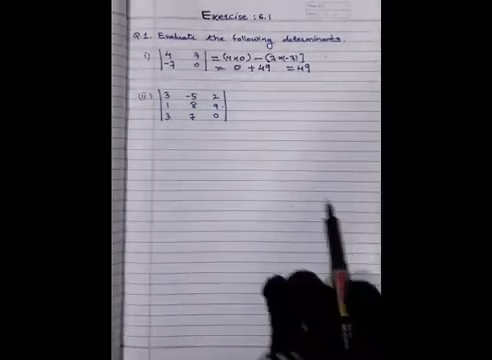 Exercise : 6.1
Q.1. Evaluate the following determinants.
i) | 4 7 | = (4×0) - (7×(-7)]
| -7 0 | = 0 + 49 = 49
(ii) | 3 -5 2 |
| 1 8 9 |
| 3 7 0 |